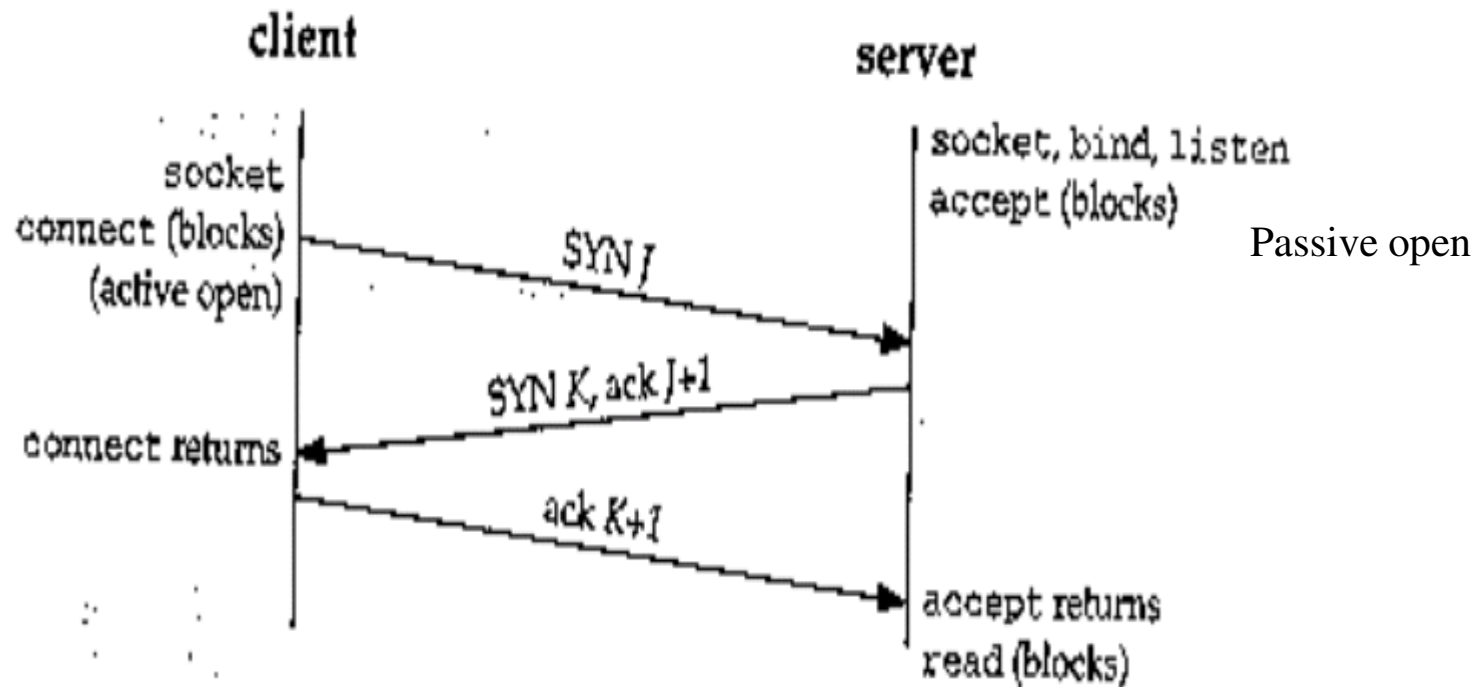 client
server
socket
connect (blocks)
(active open)
socket, bind, listen
accept (blocks)
Passive open
SYN J
SYN K, ack J+1
connect returns
ack K+1
accept returns
read (blocks)